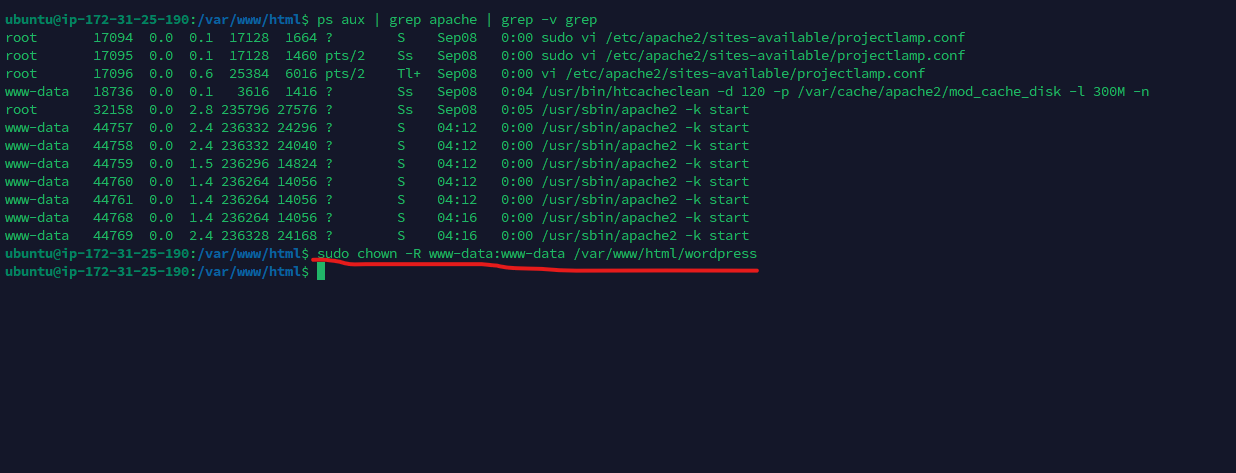 ubuntu@ip-172-31-25-190:/var/www/html$ ps aux | grep apache | grep -v grep
root     17094  0.0  0.1  17128  1664 ?        S    Sep08   0:00 sudo vi /etc/apache2/sites-available/projectlamp.conf
root     17095  0.0  0.1  17128  1460 pts/2    Ss   Sep08   0:00 sudo vi /etc/apache2/sites-available/projectlamp.conf
root     17096  0.0  0.6  25384  6016 pts/2    Tl+  Sep08   0:00 vi /etc/apache2/sites-available/projectlamp.conf
www-data 18736  0.0  0.1   3616  1416 ?        Ss   Sep08   0:04 /usr/bin/htcacheclean -d 120 -p /var/cache/apache2/mod_cache_disk -l 300M -n
root     32158  0.0  2.8 235796 27576 ?        Ss   Sep08   0:05 /usr/sbin/apache2 -k start
www-data 44757  0.0  2.4 236332 24296 ?        S    04:12   0:00 /usr/sbin/apache2 -k start
www-data 44758  0.0  2.4 236332 24040 ?        S    04:12   0:00 /usr/sbin/apache2 -k start
www-data 44759  0.0  1.5 236296 14824 ?        S    04:12   0:00 /usr/sbin/apache2 -k start
www-data 44760  0.0  1.4 236264 14056 ?        S    04:12   0:00 /usr/sbin/apache2 -k start
www-data 44761  0.0  1.4 236264 14056 ?        S    04:12   0:00 /usr/sbin/apache2 -k start
www-data 44768  0.0  1.4 236264 14056 ?        S    04:16   0:00 /usr/sbin/apache2 -k start
www-data 44769  0.0  2.4 236328 24168 ?        S    04:16   0:00 /usr/sbin/apache2 -k start
ubuntu@ip-172-31-25-190:/var/www/html$ sudo chown -R www-data:www-data /var/www/html/wordpress
ubuntu@ip-172-31-25-190:/var/www/html$